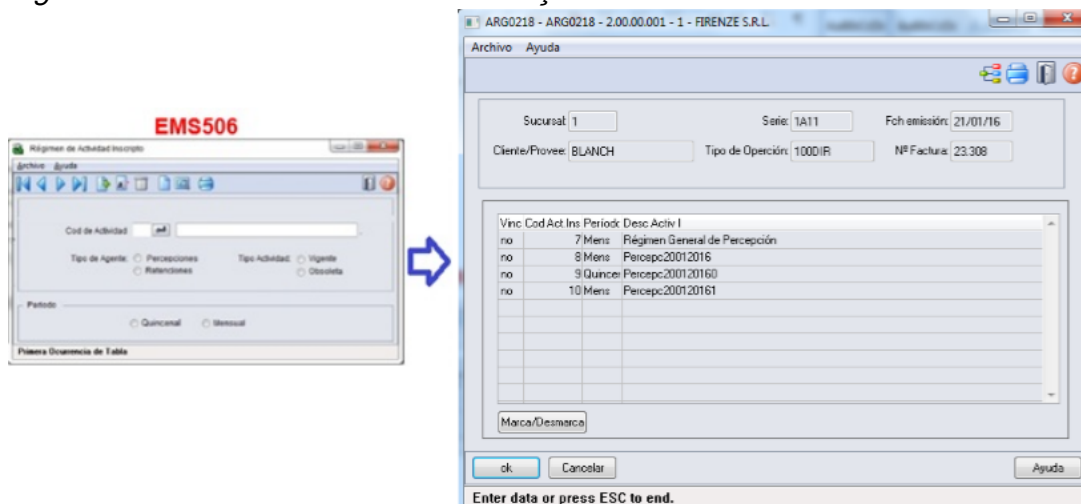 EMS506
Régimen de Actividad Inscripto
Archivo Ayuda
Cod de Actividad
Tipo de Agente: Percepciones Tipo Actividad: Vigente
Retenciones Obsoleta
Periodo
Quincenal Mensual
Primera Ocurrencia de Tabla
ARG0218 - ARG0218 - 2.00.00.001 - 1 - FIRENZE S.R.L.
Archivo Ayuda
Sucursal: 1 Serie: 1A11 Fch emissión: 21/01/16
Cliente/Provee: BLANCH Tipo de Operción: 100DIR Nº Factura: 23.308
Vinc Cod Act Ins Periodc Desc Activ I
no 7 Mens Régimen General de Percepción
no 8 Mens Percepc20012016
no 9 Quincer Percepc200120160
no 10 Mens Percepc200120161
Marca/Desmarca
ok Cancelar Ayuda
Enter data or press ESC to end.